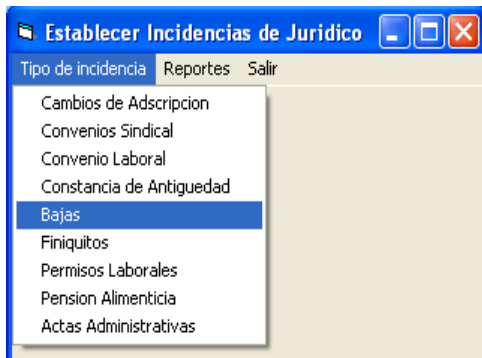 Establecer Incidencias de Juridico
Tipo de incidencia Reportes Salir
Cambios de Adscripcion
Convenios Sindical
Convenio Laboral
Constancia de Antiguedad
Bajas
Finiquitos
Permisos Laborales
Pension Alimenticia
Actas Administrativas